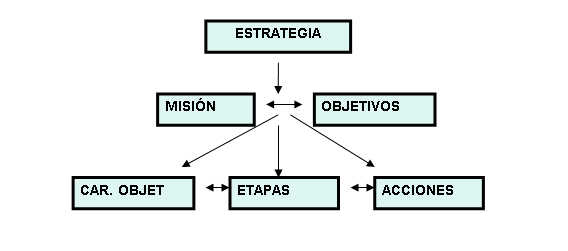 ESTRATEGIA
MISIÓN
OBJETIVOS
CAR. OBJET
ETAPAS
ACCIONES